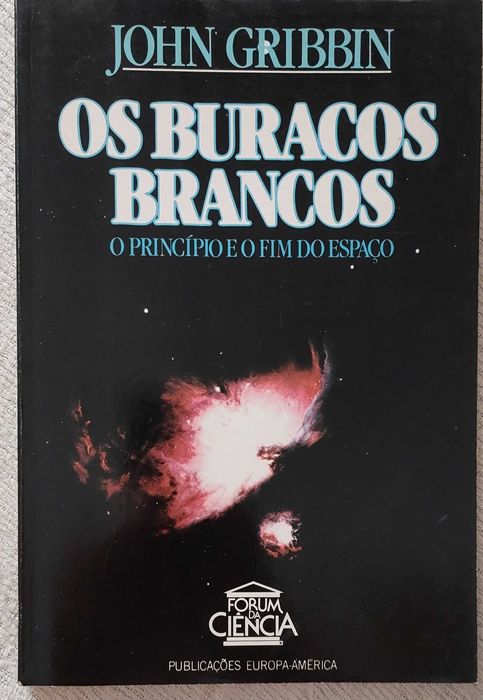 JOHN GRIBBIN
OS BURACOS
BRANCOS
O PRINCÍPIO E O FIM DO ESPAÇO
FORUM
DA
CIÊNCIA
PUBLICAÇÕES EUROPA-AMÉRICA